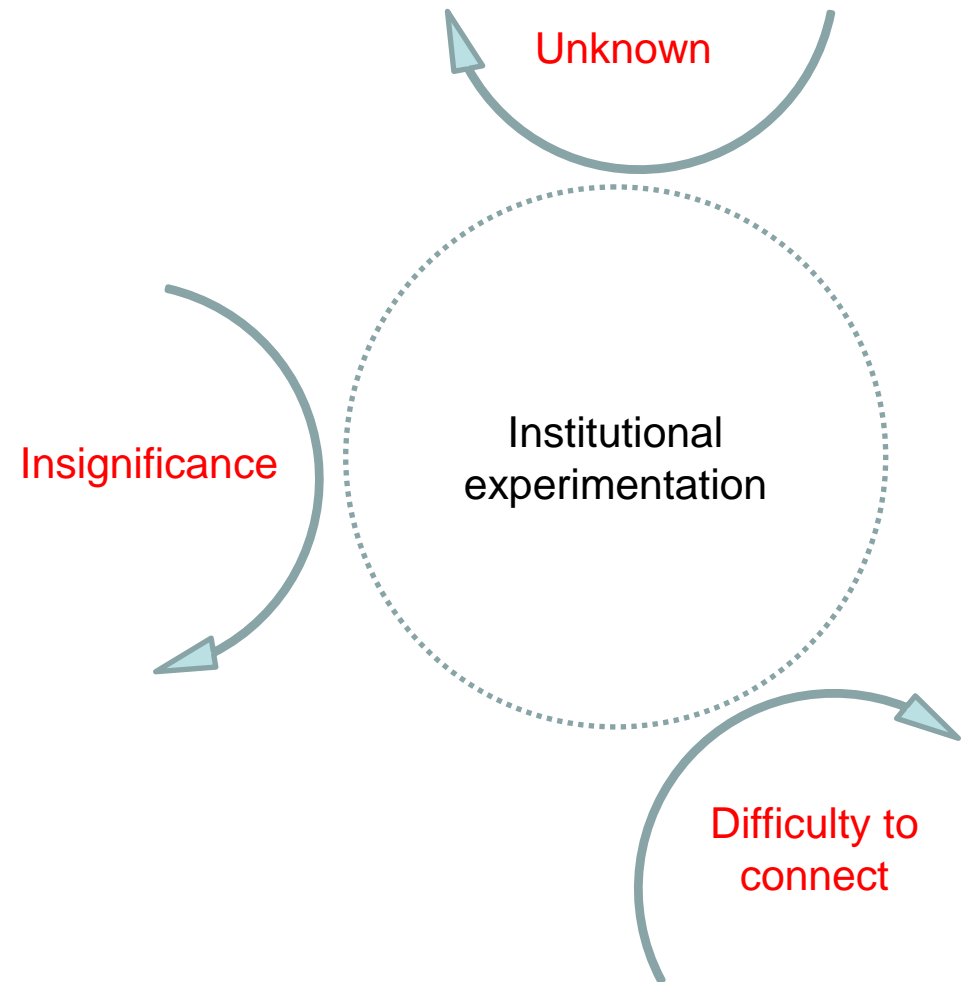 Unknown
Insignificance
Institutional
experimentation
Difficulty to
connect